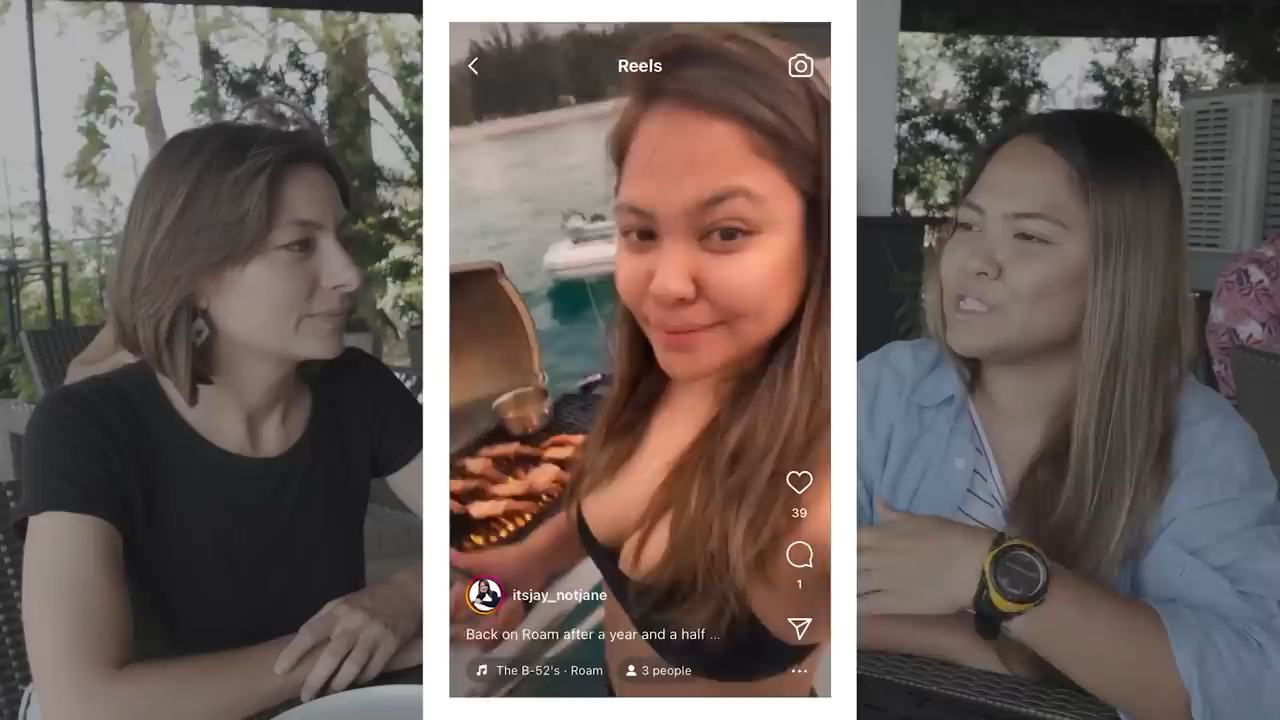 Reels
39
1
itsjay_notjane
Back on Roam after a year and a half ...
The B-52's · Roam
3 people